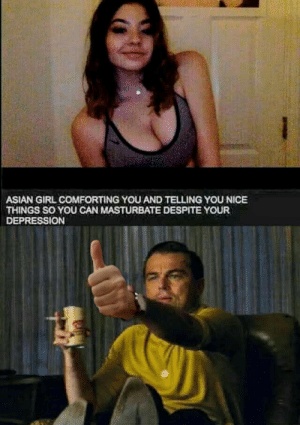 ASIAN GIRL COMFORTING YOU AND TELLING YOU NICE
THINGS SO YOU CAN MASTURBATE DESPITE YOUR
DEPRESSION